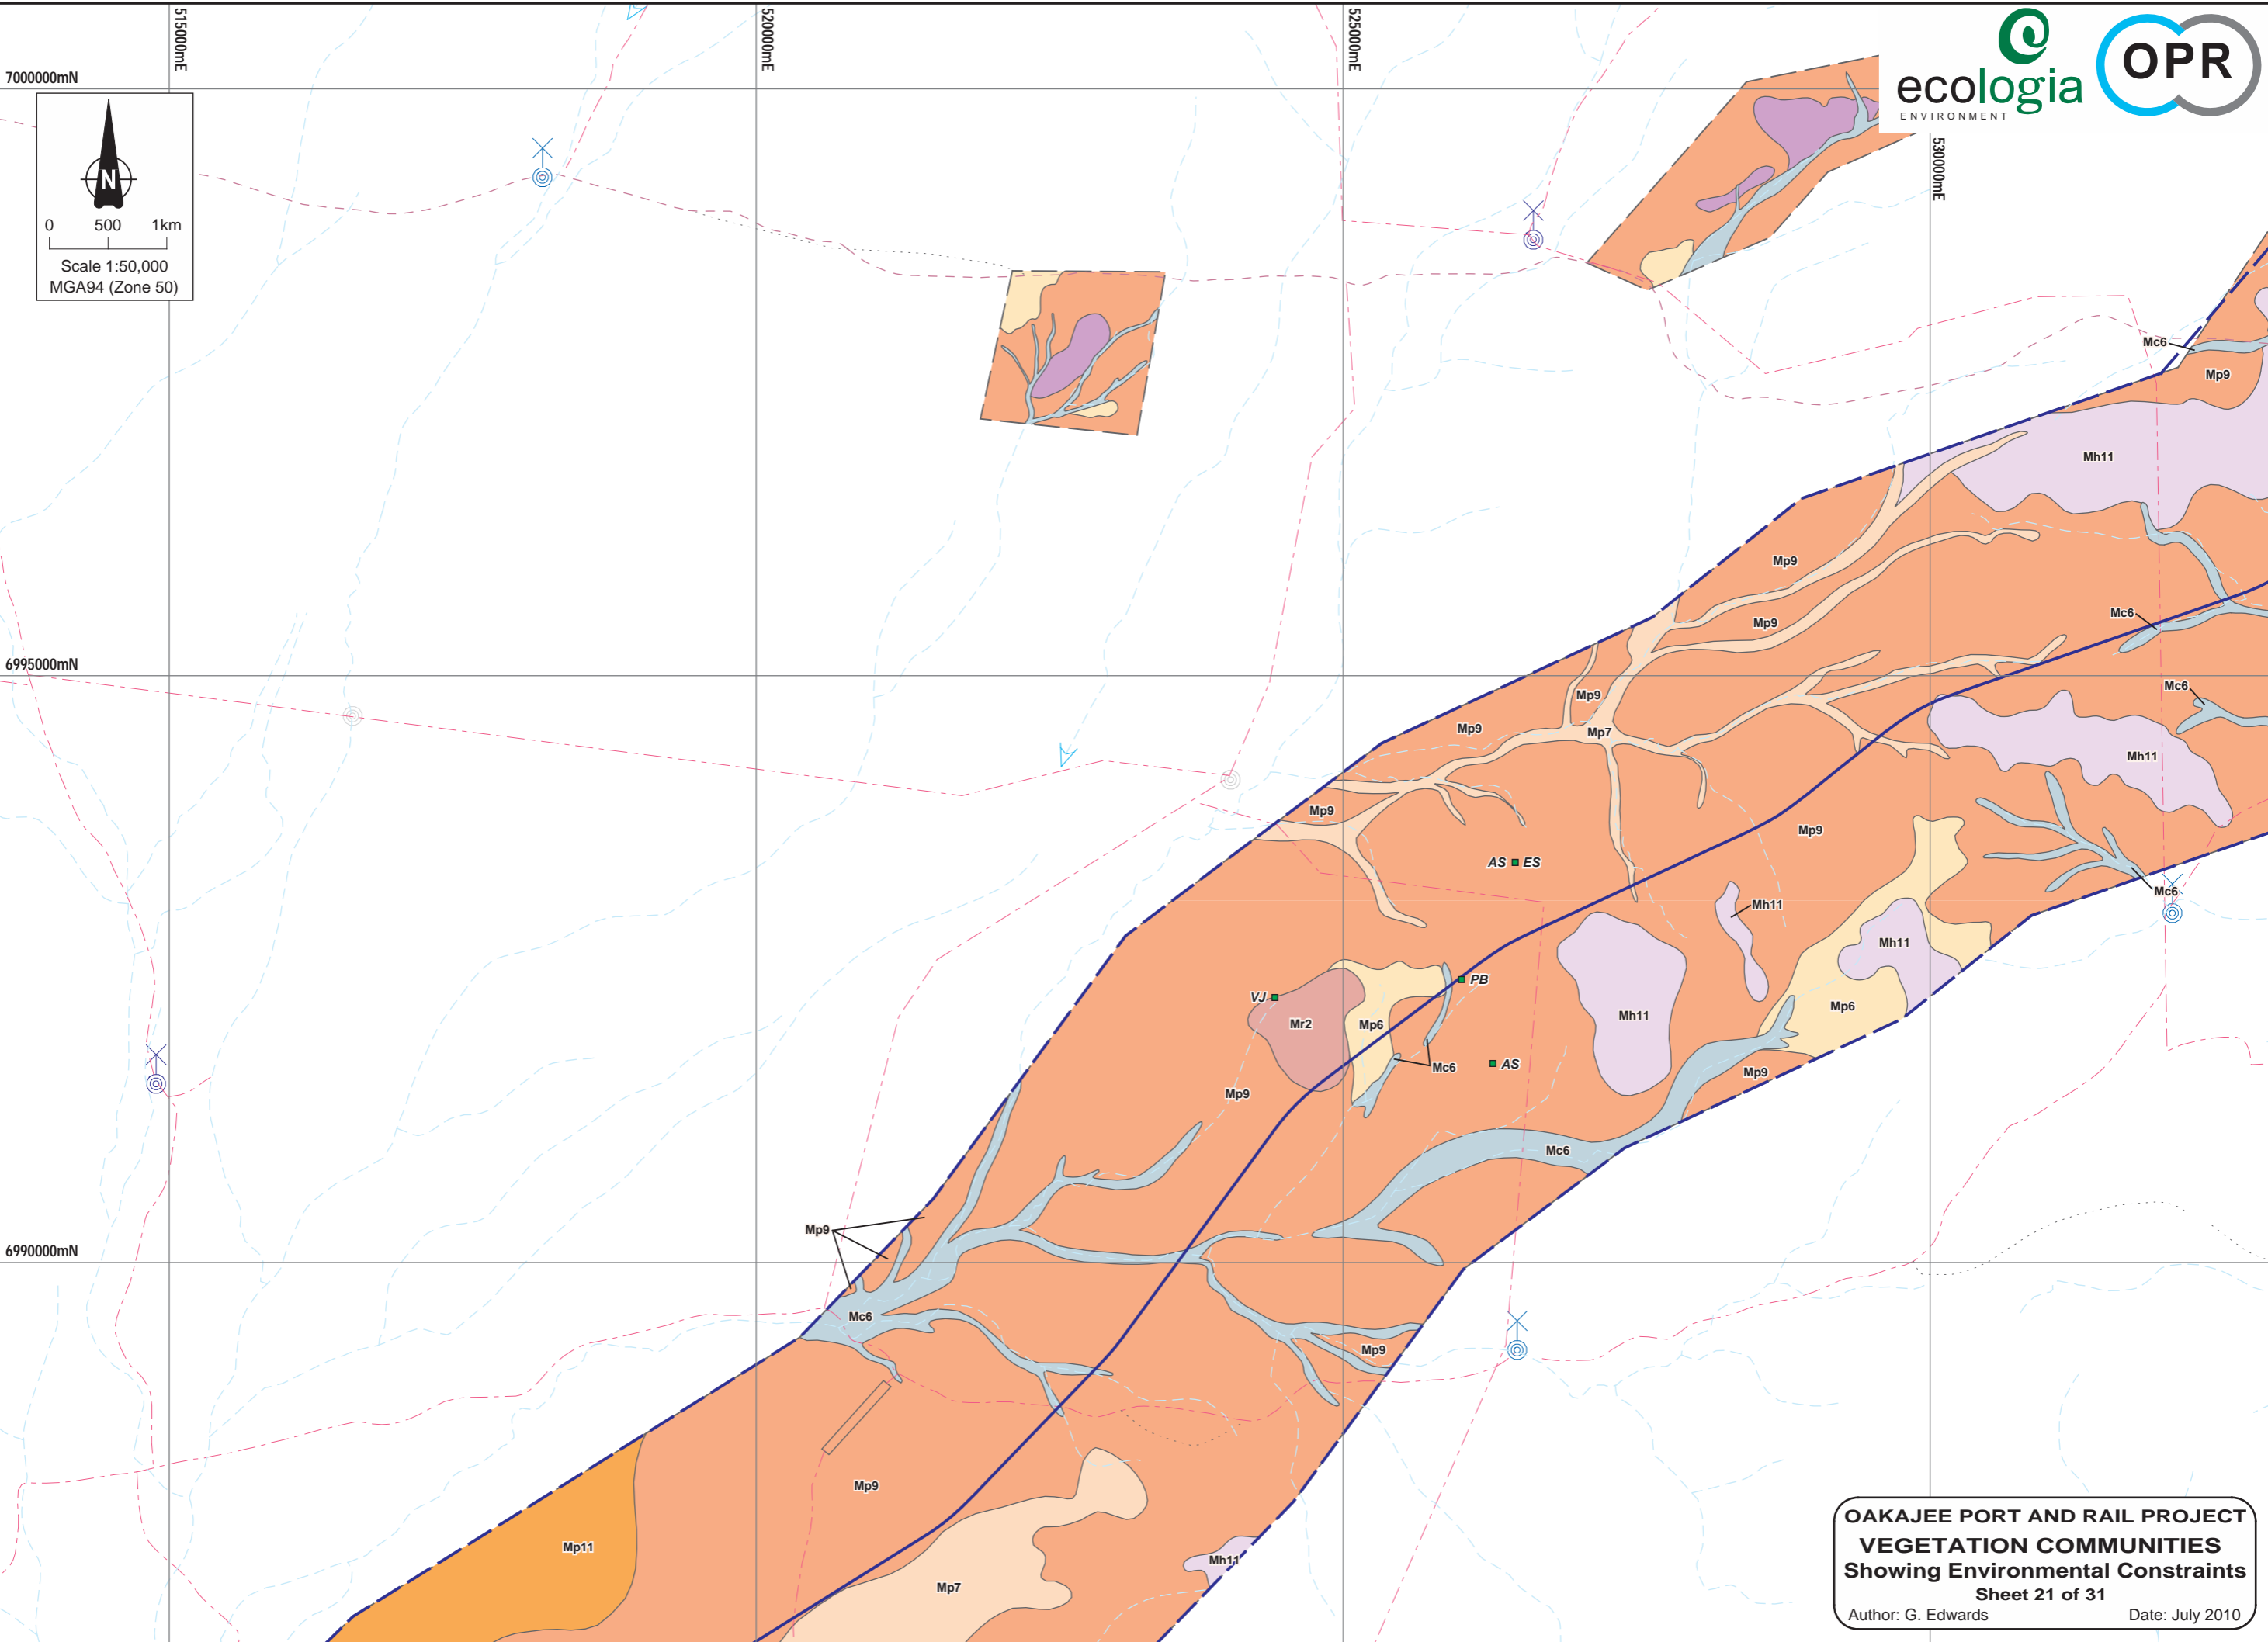 515000mE
520000mE
525000mE
530000mE
7000000mN
6995000mN
6990000mN
N
0 500 1km
Scale 1:50,000
MGA94 (Zone 50)
ecologia
ENVIRONMENT
OPR
Mc6
Mp9
Mh11
Mp9
Mc6
Mp9
Mc6
Mp9
Mp9
Mp7
Mh11
Mp9
Mp9
AS ES
Mc6
Mh11
Mh11
PB
VJ
Mp6
Mh11
Mr2
Mp6
AS
Mc6
Mp9
Mp9
Mc6
Mp9
Mc6
Mp9
Mp9
Mp11
Mh11
Mp7
OAKAJEE PORT AND RAIL PROJECT
VEGETATION COMMUNITIES
Showing Environmental Constraints
Sheet 21 of 31
Author: G. Edwards Date: July 2010